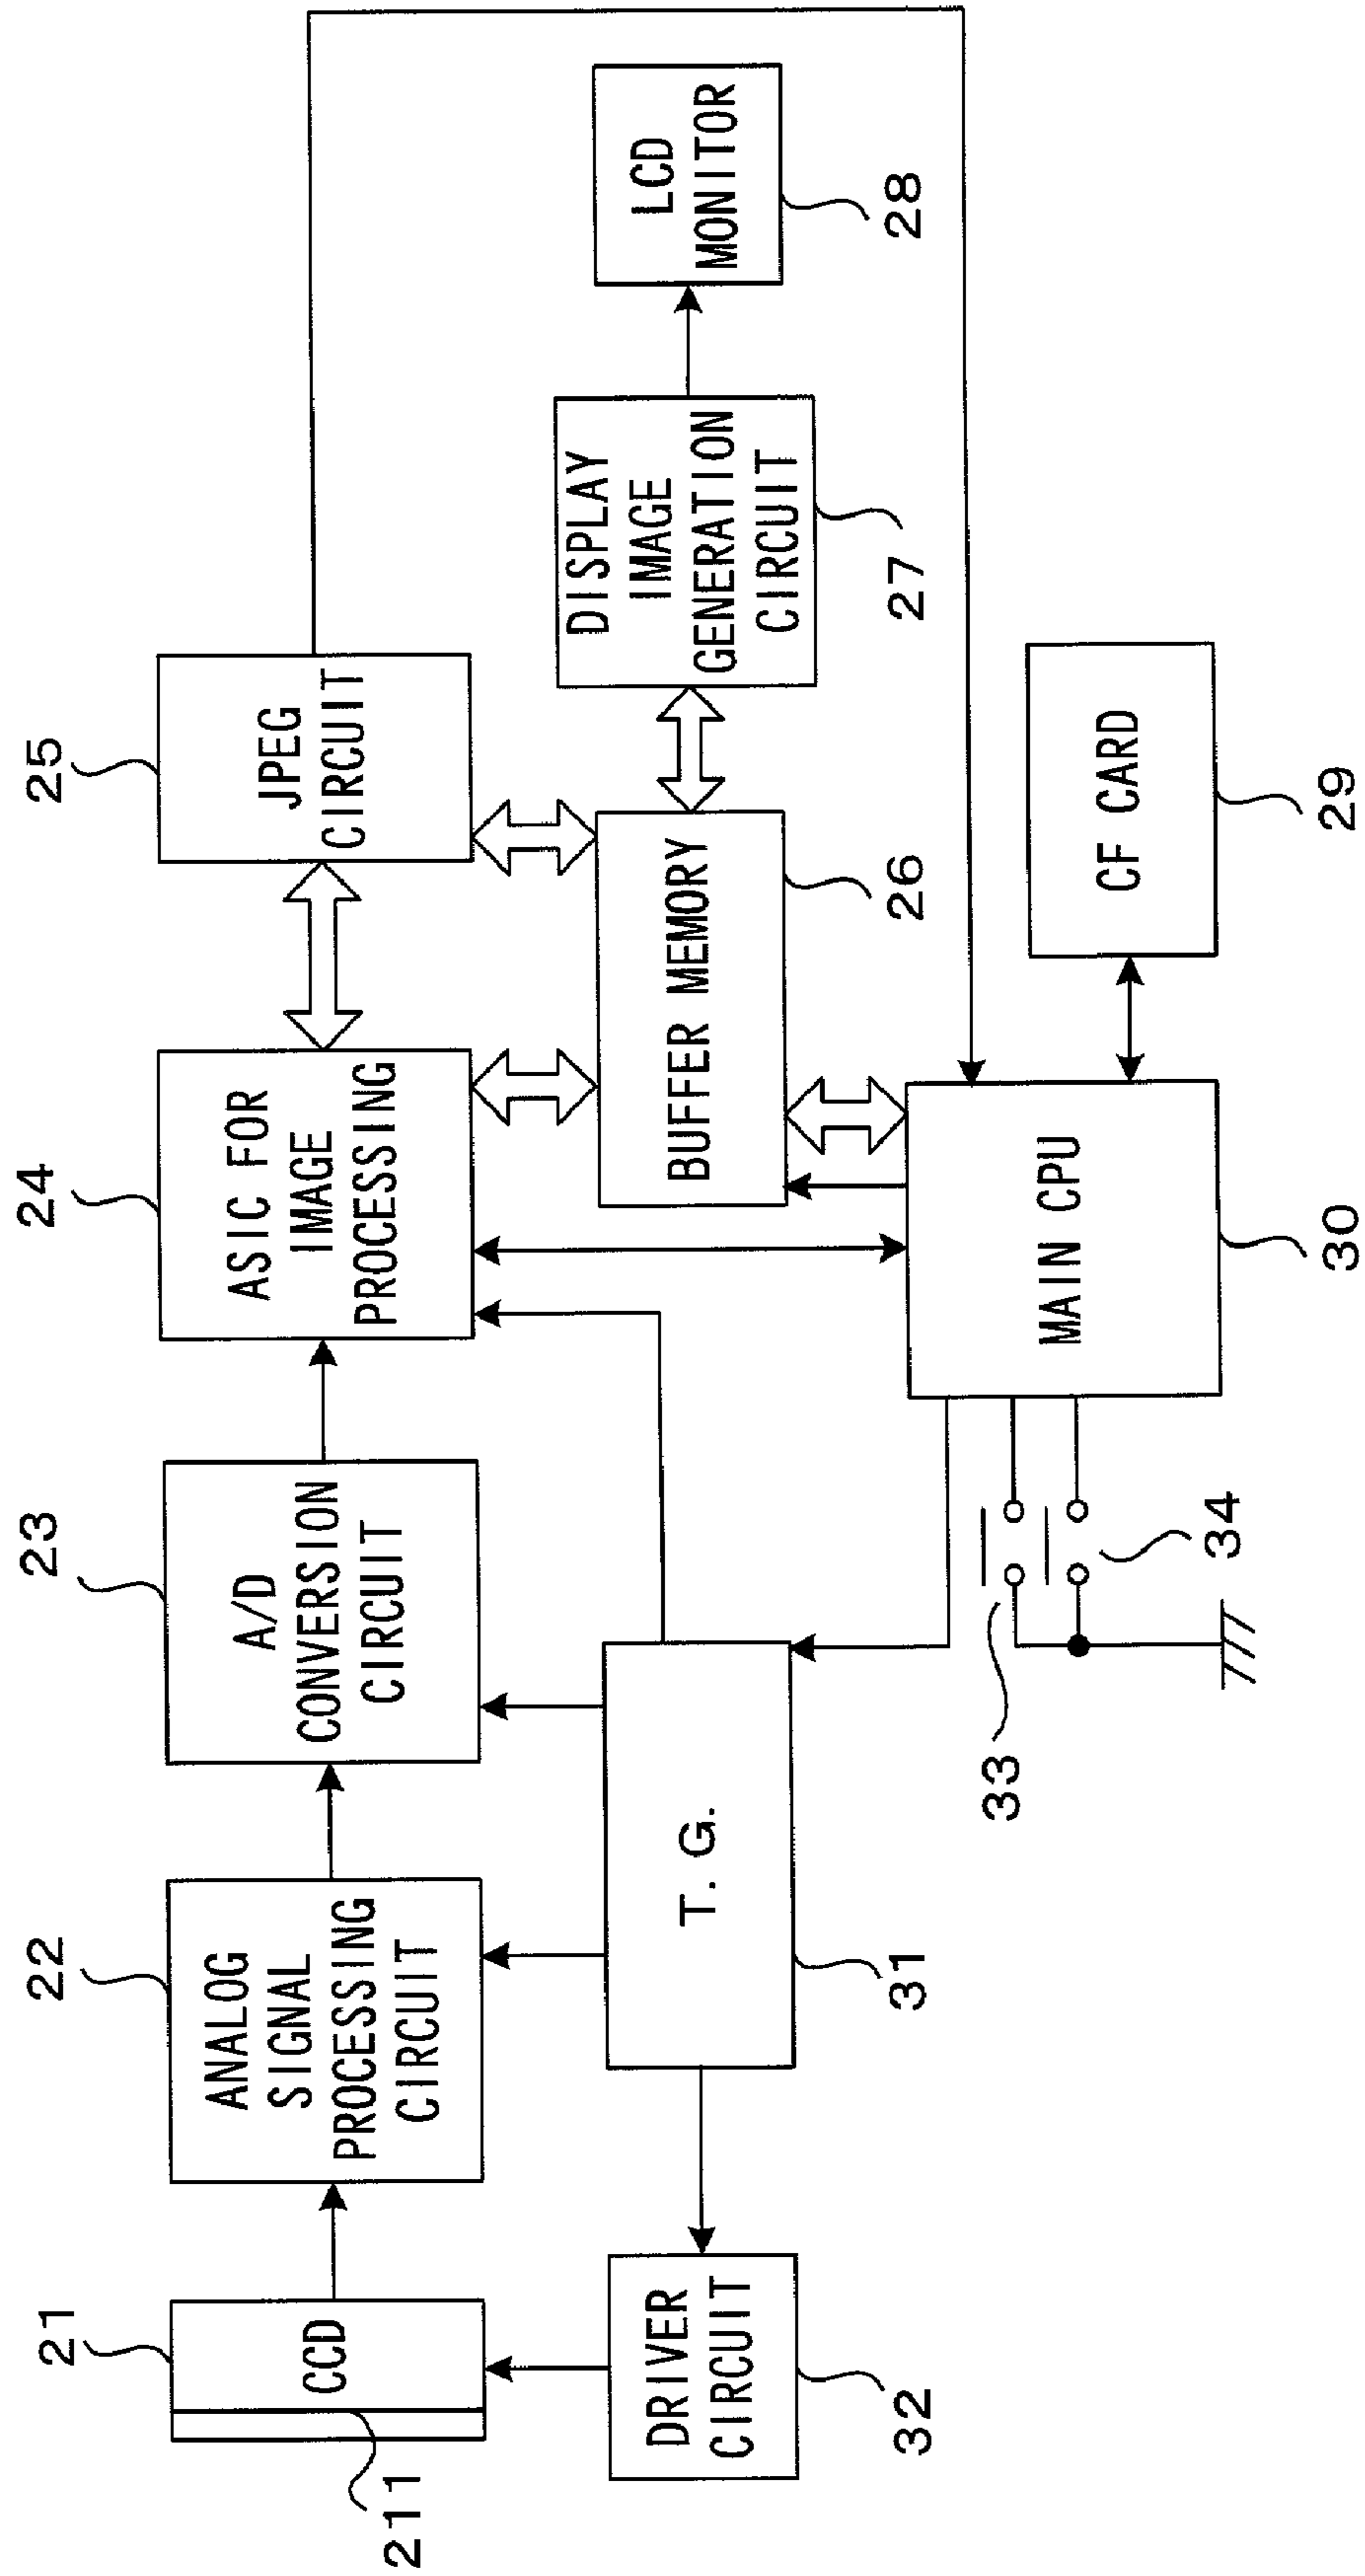 21
22
23
24
25
211
CCD
ANALOG
SIGNAL
PROCESSING
CIRCUIT
A/D
CONVERSION
CIRCUIT
ASIC FOR
IMAGE
PROCESSING
JPEG
CIRCUIT
DRIVER
CIRCUIT
32
T. G.
31
BUFFER MEMORY
26
DISPLAY
IMAGE
GENERATION
CIRCUIT
27
LCD
MONITOR
28
33
34
MAIN CPU
30
CF CARD
29